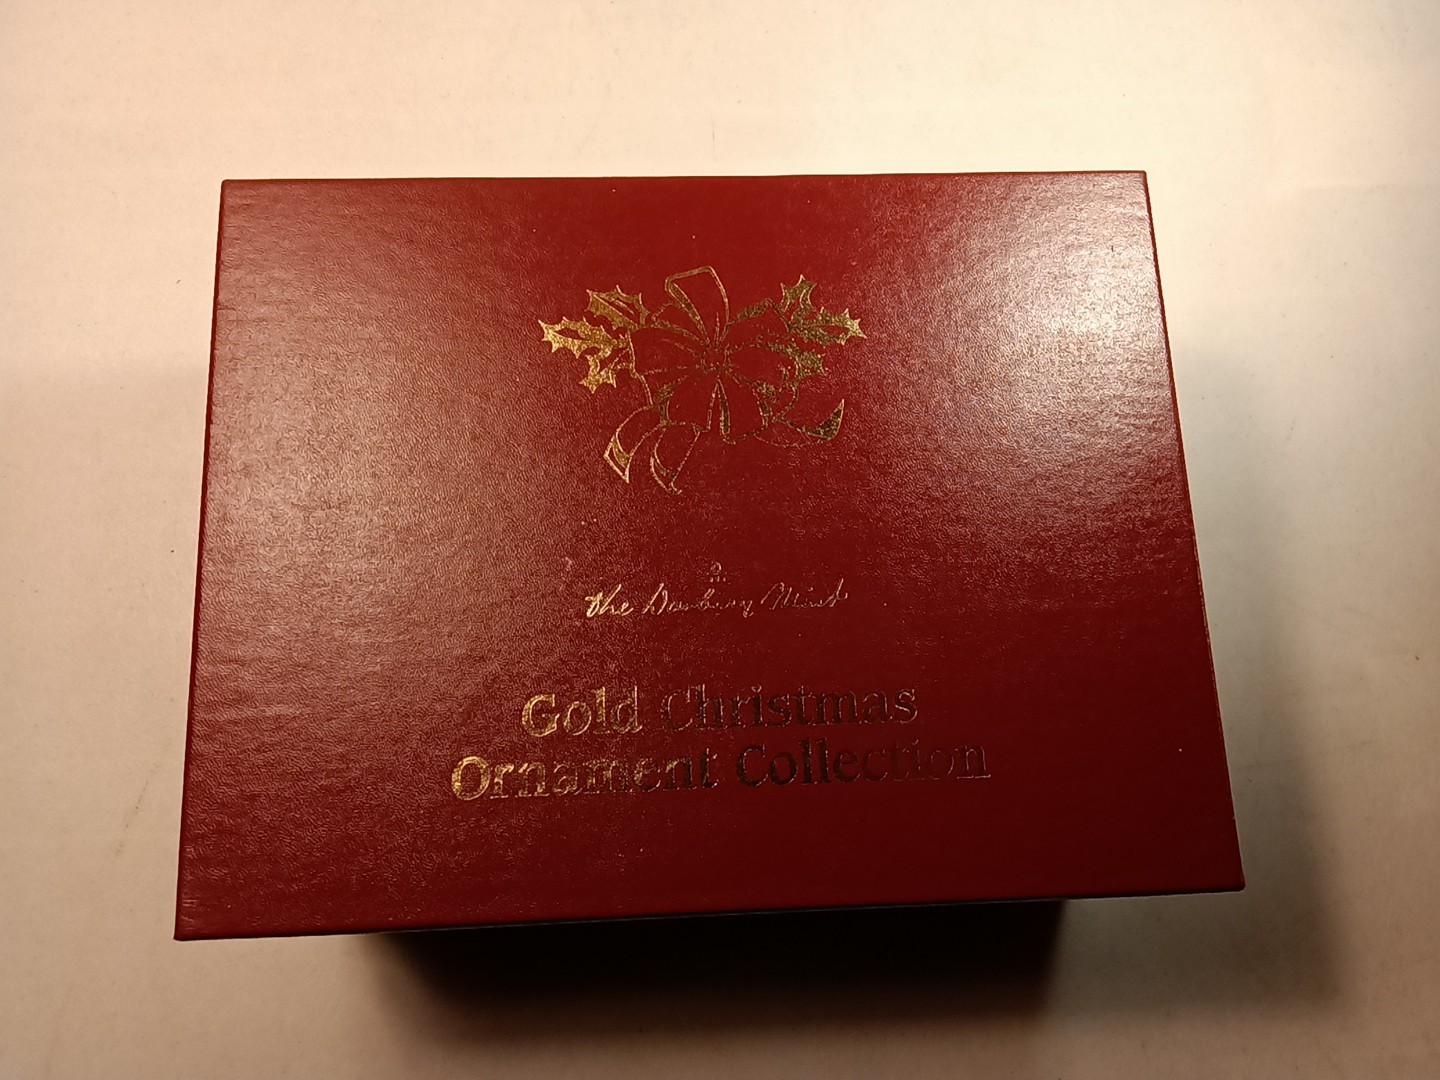 the Danbury Mint
Gold Christmas
Ornament Collection